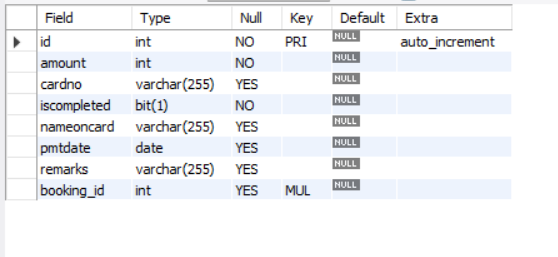 Field Type Null Key Default Extra
id int NO PRI NULL auto_increment
amount int NO NULL
cardno varchar(255) YES NULL
iscompleted bit(1) NO NULL
nameoncard varchar(255) YES NULL
pmtdate date YES NULL
remarks varchar(255) YES NULL
booking_id int YES MUL NULL